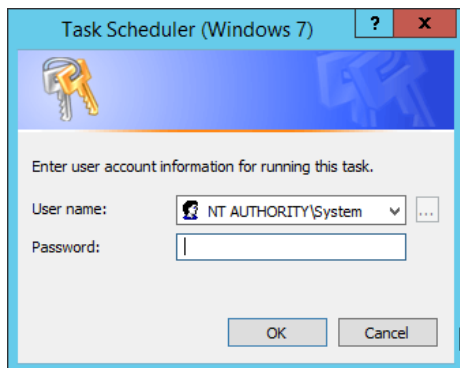 Task Scheduler (Windows 7)
? x
Enter user account information for running this task.
User name: NT AUTHORITY\System ...
Password:
OK Cancel